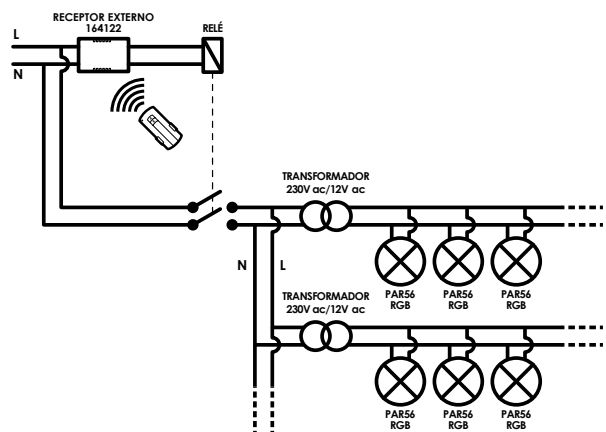 RECEPTOR EXTERNO
164122
RELÉ
L
N
TRANSFORMADOR
230V ac/12V ac
N
L
PAR56
RGB
PAR56
RGB
PAR56
RGB
TRANSFORMADOR
230V ac/12V ac
PAR56
RGB
PAR56
RGB
PAR56
RGB